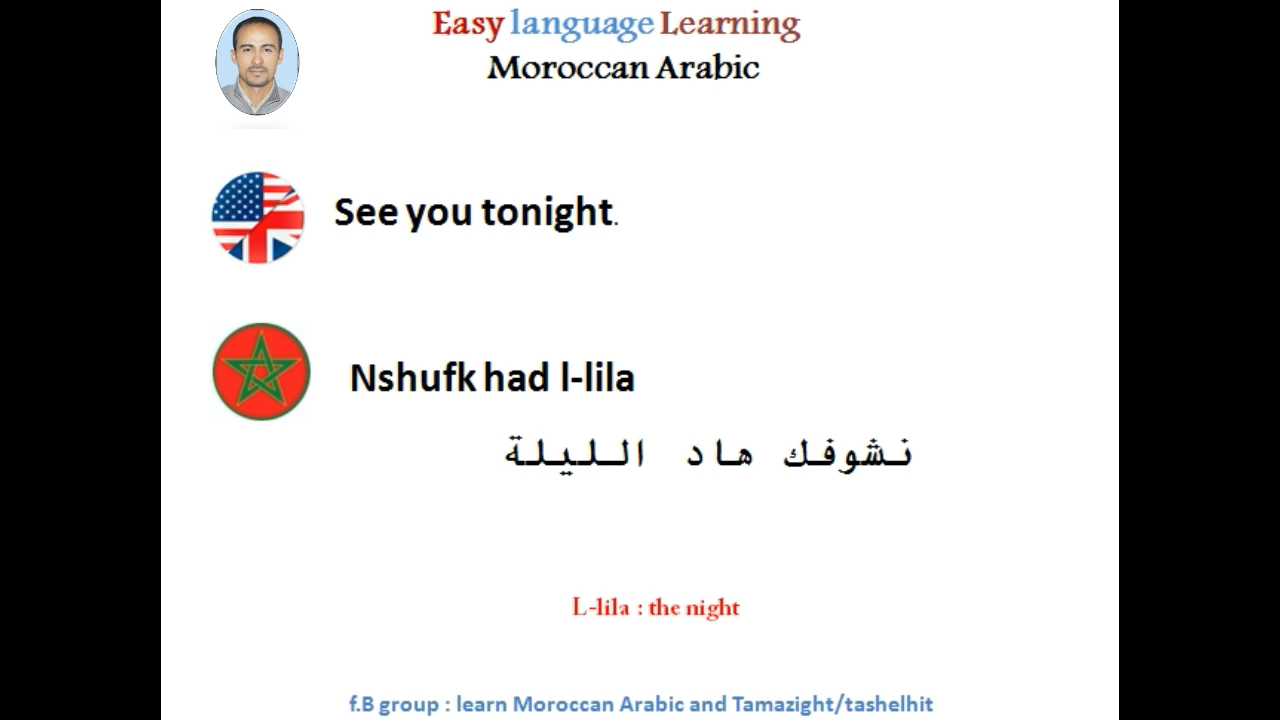 Easy language Learning
Moroccan Arabic
See you tonight.
Nshufk had l-lila
نشوفك هاد الليلة
L-lila : the night
f.B group : learn Moroccan Arabic and Tamazight/tashelhit